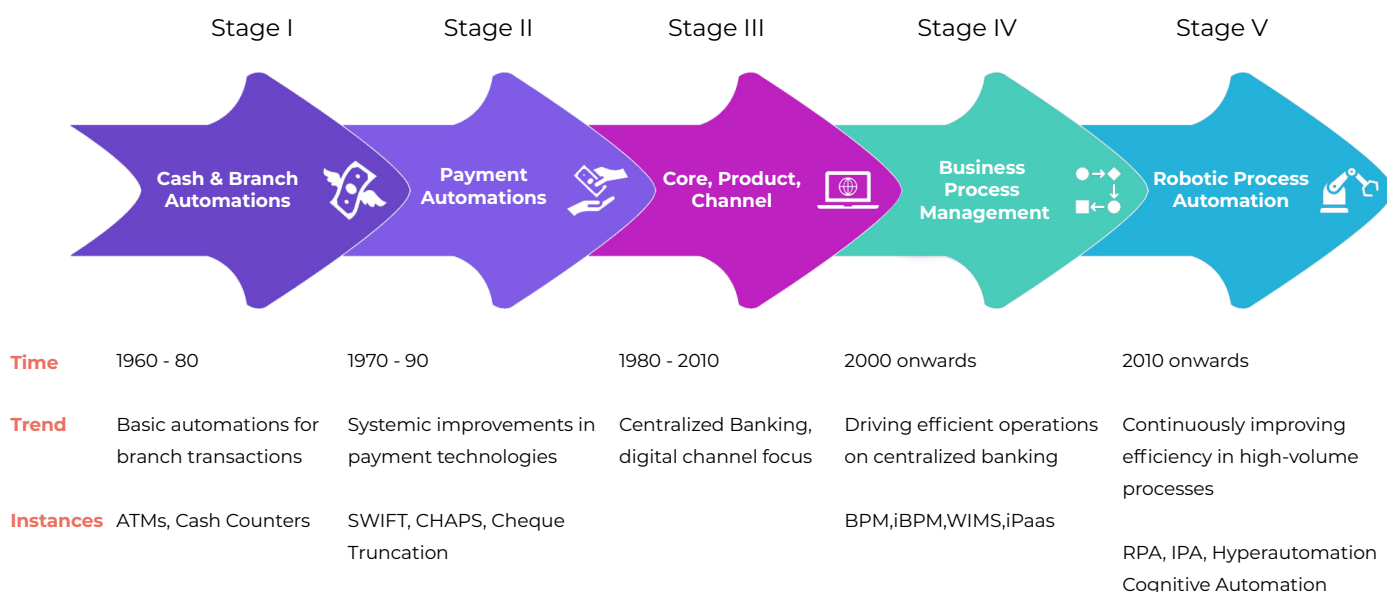 Stage I
Stage II
Stage III
Stage IV
Stage V
Cash & Branch
Automations
Payment
Automations
Core, Product,
Channel
Business
Process
Management
Robotic Process
Automation
Time
1960 - 80
1970 - 90
1980 - 2010
2000 onwards
2010 onwards
Trend
Basic automations for
branch transactions
Systemic improvements in
payment technologies
Centralized Banking,
digital channel focus
Driving efficient operations
on centralized banking
Continuously improving
efficiency in high-volume
processes
Instances
ATMs, Cash Counters
SWIFT, CHAPS, Cheque
Truncation
BPM,iBPM,WIMS,iPaas
RPA, IPA, Hyperautomation
Cognitive Automation